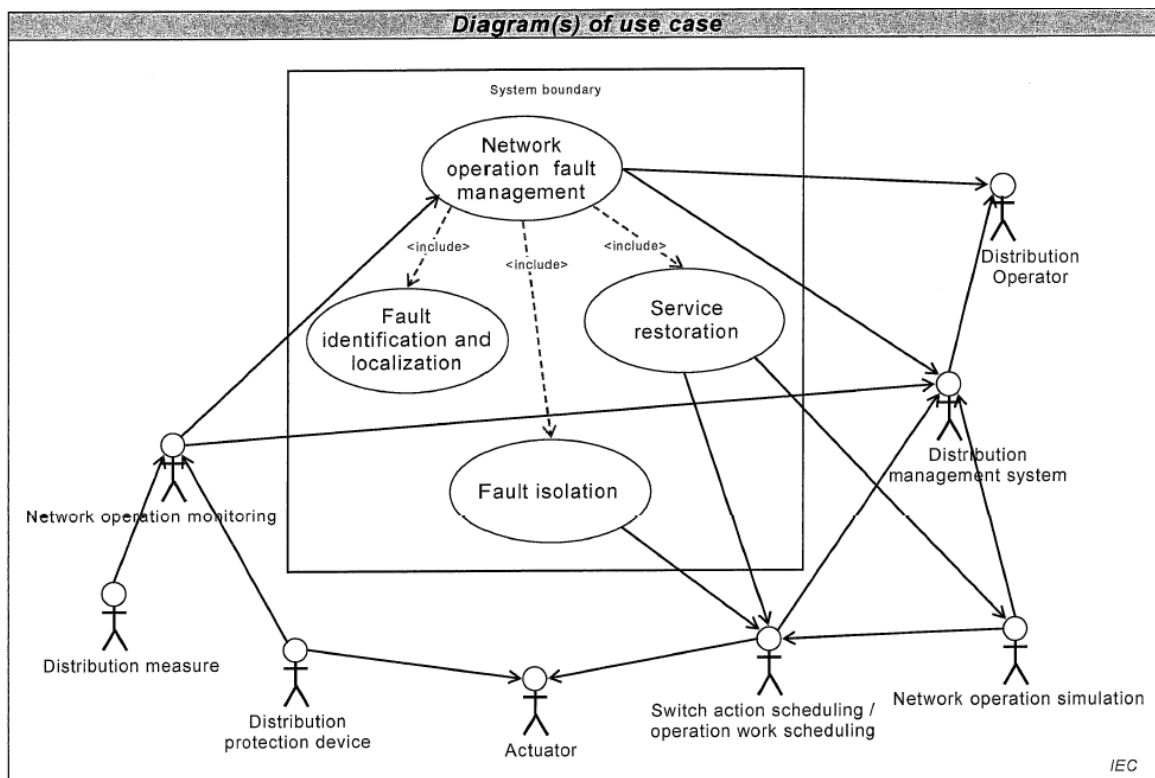 Diagram(s) of use case
System boundary
Network
operation fault
management
<include>
<include>
<include>
Distribution
Operator
Fault
identification and
localization
Service
restoration
Distribution
management system
Fault isolation
Network operation monitoring
Distribution measure
Distribution
protection device
Actuator
Switch action scheduling /
operation work scheduling
Network operation simulation
IEC